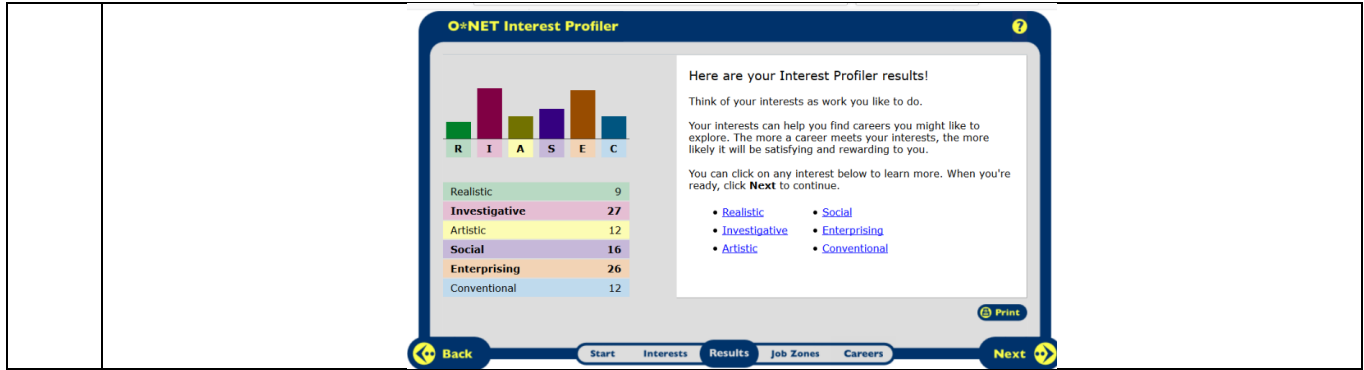 O*NET Interest Profiler
?
R I A S E C
Realistic 9
Investigative 27
Artistic 12
Social 16
Enterprising 26
Conventional 12
Here are your Interest Profiler results!
Think of your interests as work you like to do.
Your interests can help you find careers you might like to
explore. The more a career meets your interests, the more
likely it will be satisfying and rewarding to you.
You can click on any interest below to learn more. When you're
ready, click Next to continue.
• Realistic • Social
• Investigative • Enterprising
• Artistic • Conventional
Print
Back Start Interests Results Job Zones Careers Next